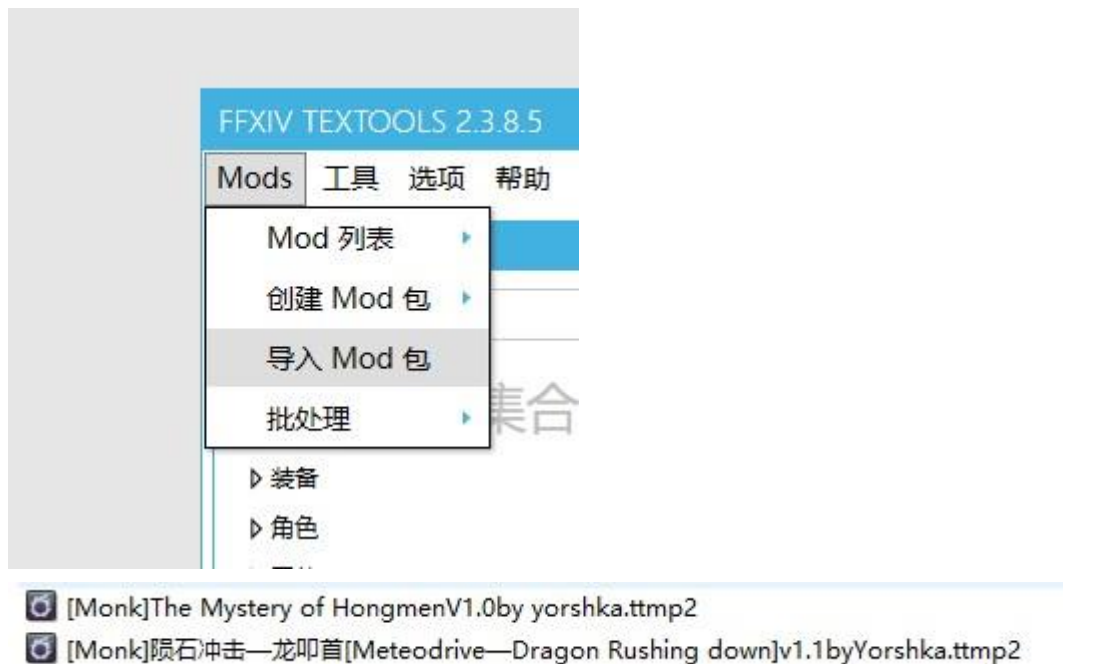 FFXIV TEXTOOLS 2.3.8.5
Mods 工具 选项 帮助
Mod 列表
创建 Mod 包
导入 Mod 包
批处理
集合
装备
角色
[Monk]The Mystery of HongmenV1.0by yorshka.ttmp2
[Monk]陨石冲击—龙叩首[Meteodrive—Dragon Rushing down]v1.1byYorshka.ttmp2